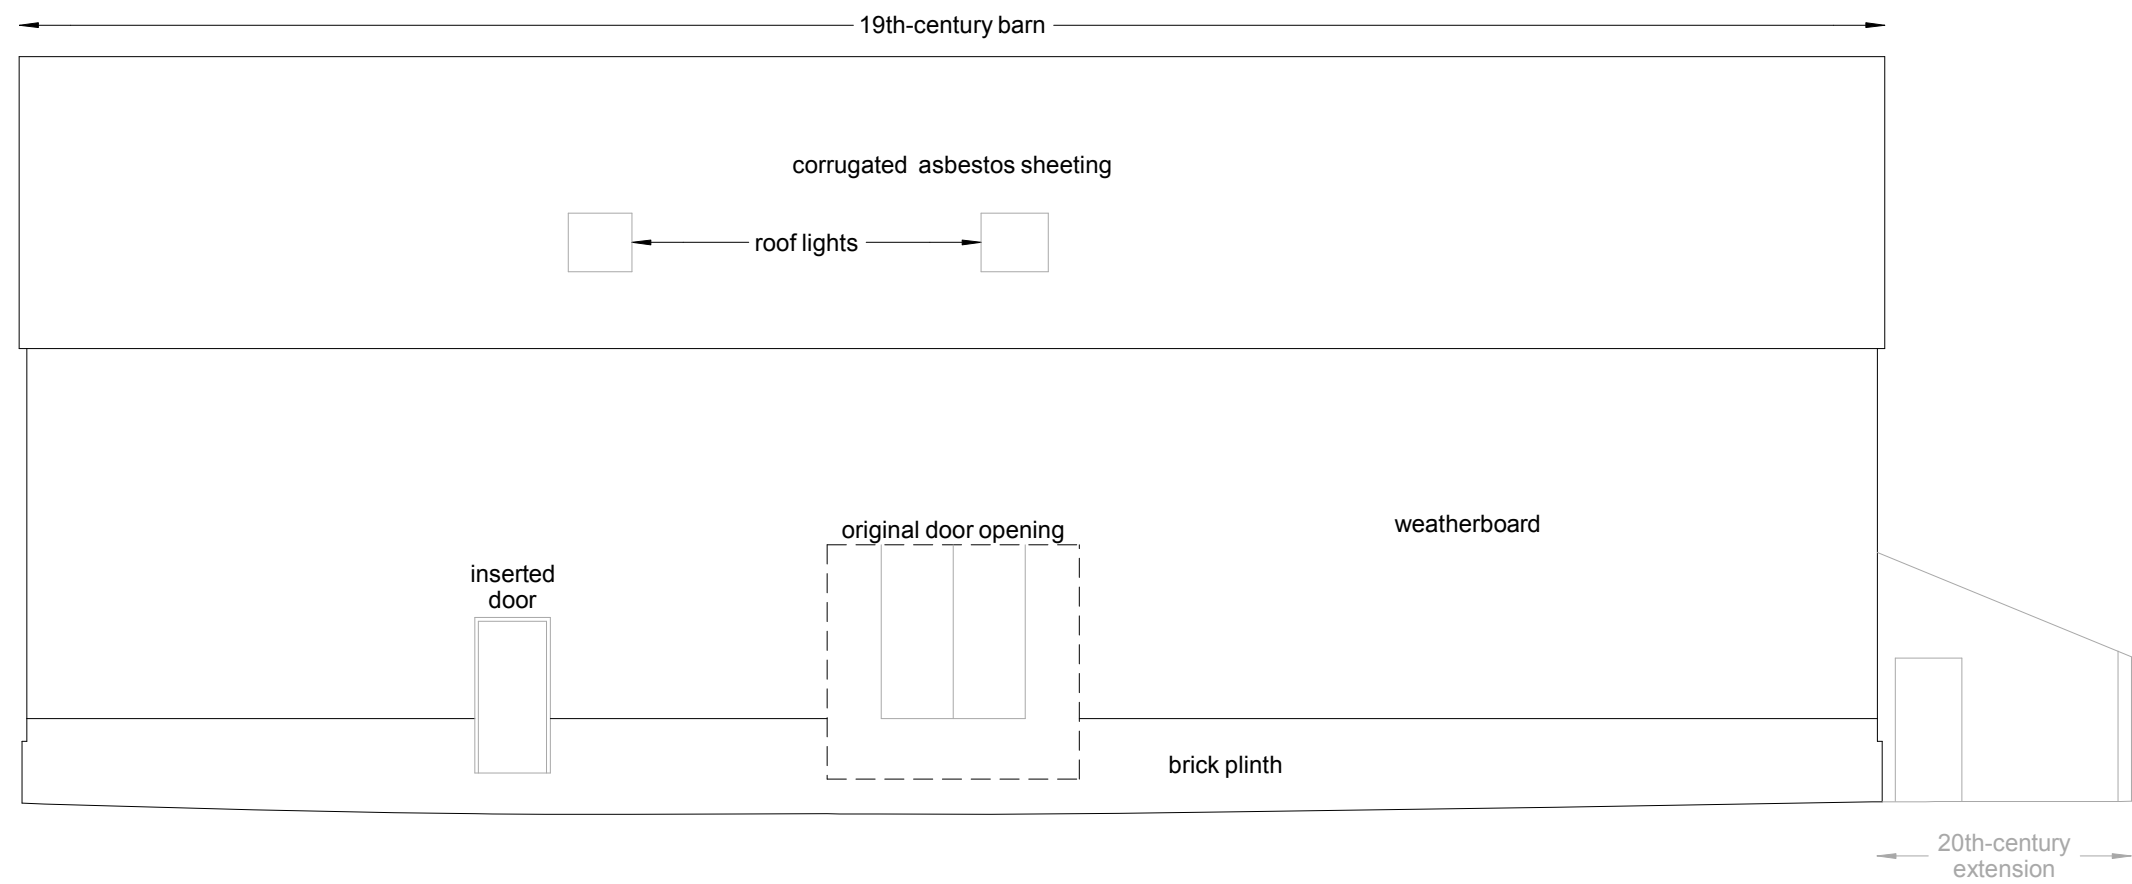 19th-century barn
corrugated asbestos sheeting
roof lights
original door opening
weatherboard
inserted
door
brick plinth
20th-century
extension